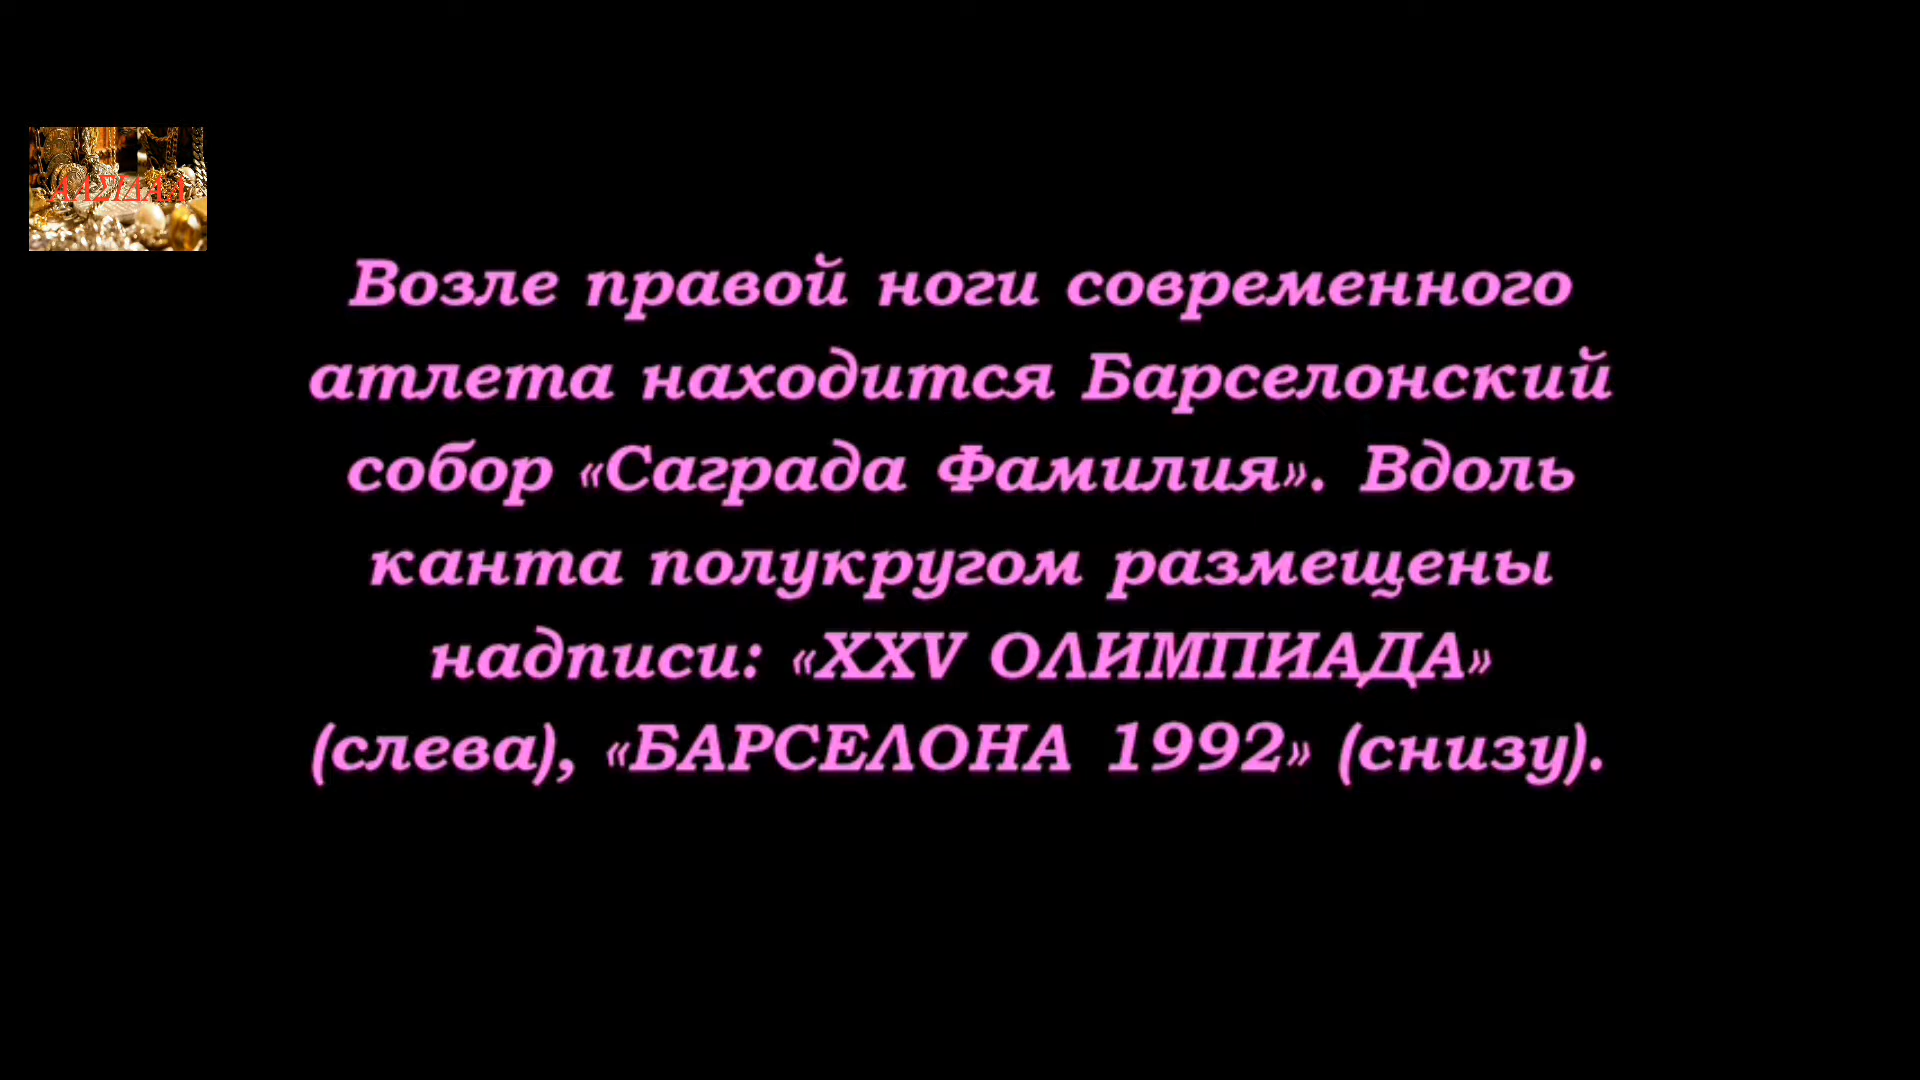 ΑΛΣΙΔΑΛ
Возле правой ноги современного
атлета находится Барселонский
собор «Саграда Фамилия». Вдоль
канта полукругом размещены
надписи: «XXV ОЛИМПИАДА»
(слева), «БАРСЕЛОНА 1992» (снизу).